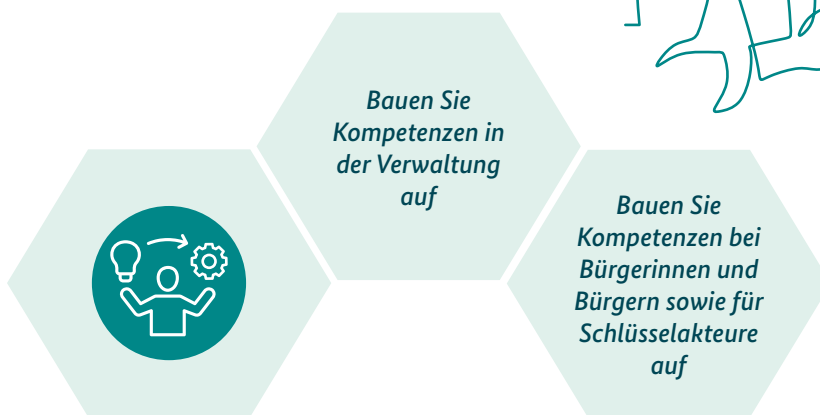 Bauen Sie
Kompetenzen in
der Verwaltung
auf
Bauen Sie
Kompetenzen bei
Bürgerinnen und
Bürgern sowie für
Schlüsselakteure
auf